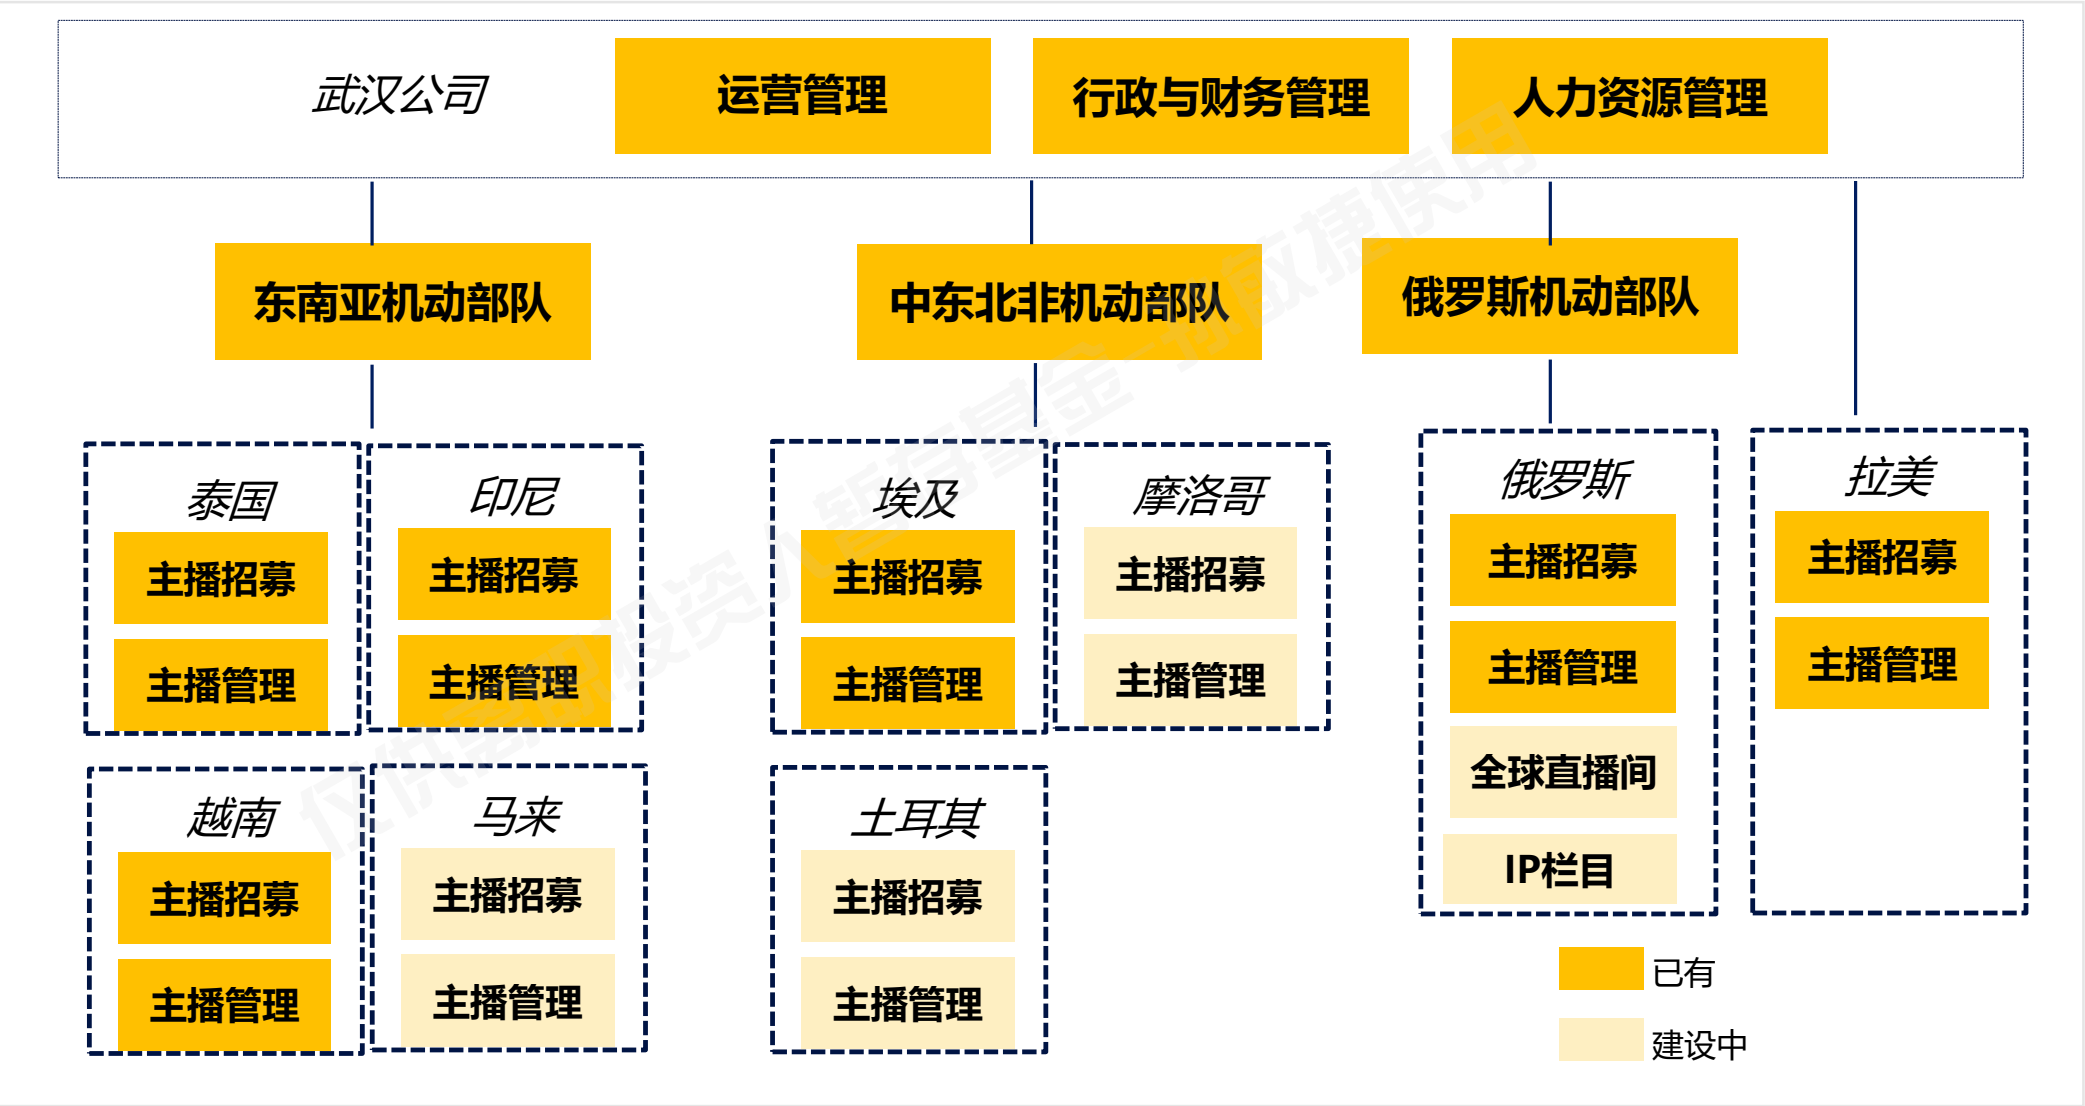 武汉公司
运营管理
行政与财务管理
人力资源管理
东南亚机动部队
中东北非机动部队
俄罗斯机动部队
泰国
主播招募
主播管理
印尼
主播招募
主播管理
埃及
主播招募
主播管理
摩洛哥
主播招募
主播管理
俄罗斯
主播招募
主播管理
全球直播间
IP栏目
拉美
主播招募
主播管理
越南
主播招募
主播管理
马来
主播招募
主播管理
土耳其
主播招募
主播管理
已有
建设中